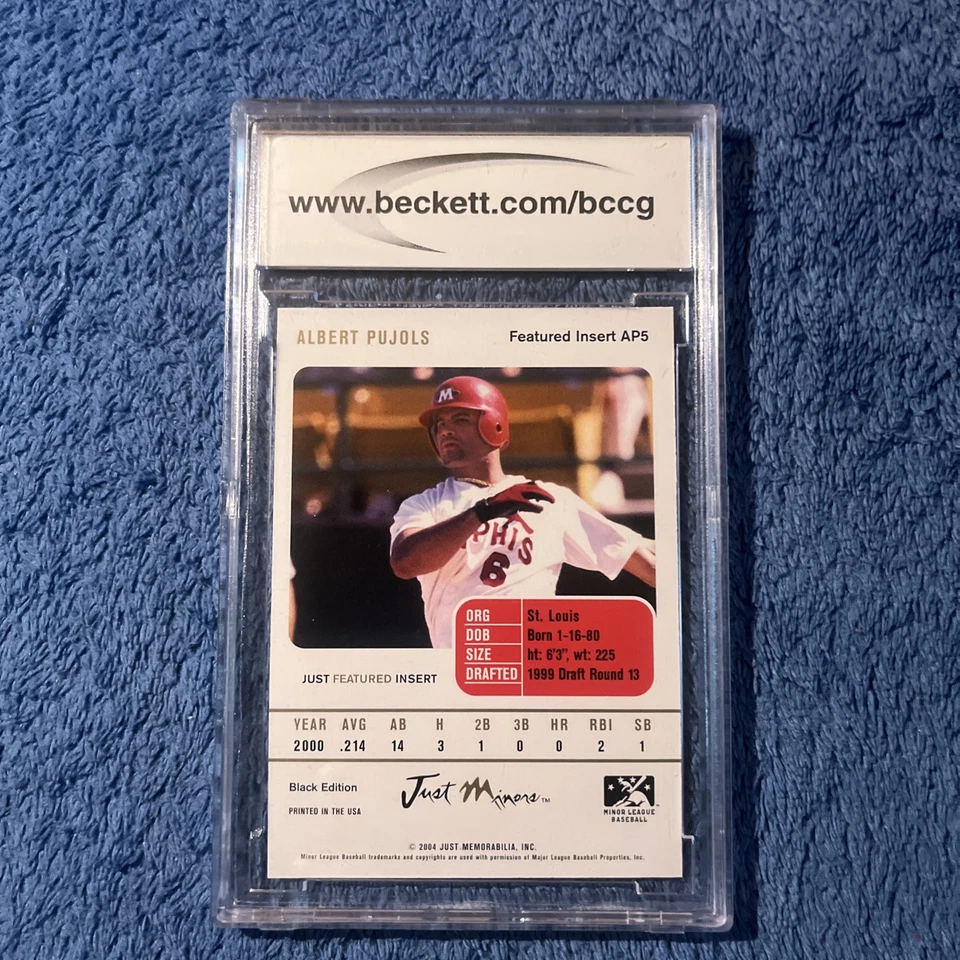 www.beckett.com/bccg
ALBERT PUJOLS
Featured Insert AP5
M
PHIS
6
ORG St. Louis
DOB Born 1-16-80
SIZE ht: 6'3", wt: 225
DRAFTED 1999 Draft Round 13
JUST FEATURED INSERT
YEAR AVG AB H 2B 3B HR RBI SB
2000 .214 14 3 1 0 0 2 1
Black Edition
Just Minors™
PRINTED IN THE USA
MINOR LEAGUE
BASEBALL
© 2004 JUST MEMORABILIA, INC.
Minor League Baseball trademarks and copyrights are used with permission of Major League Baseball Properties, Inc.